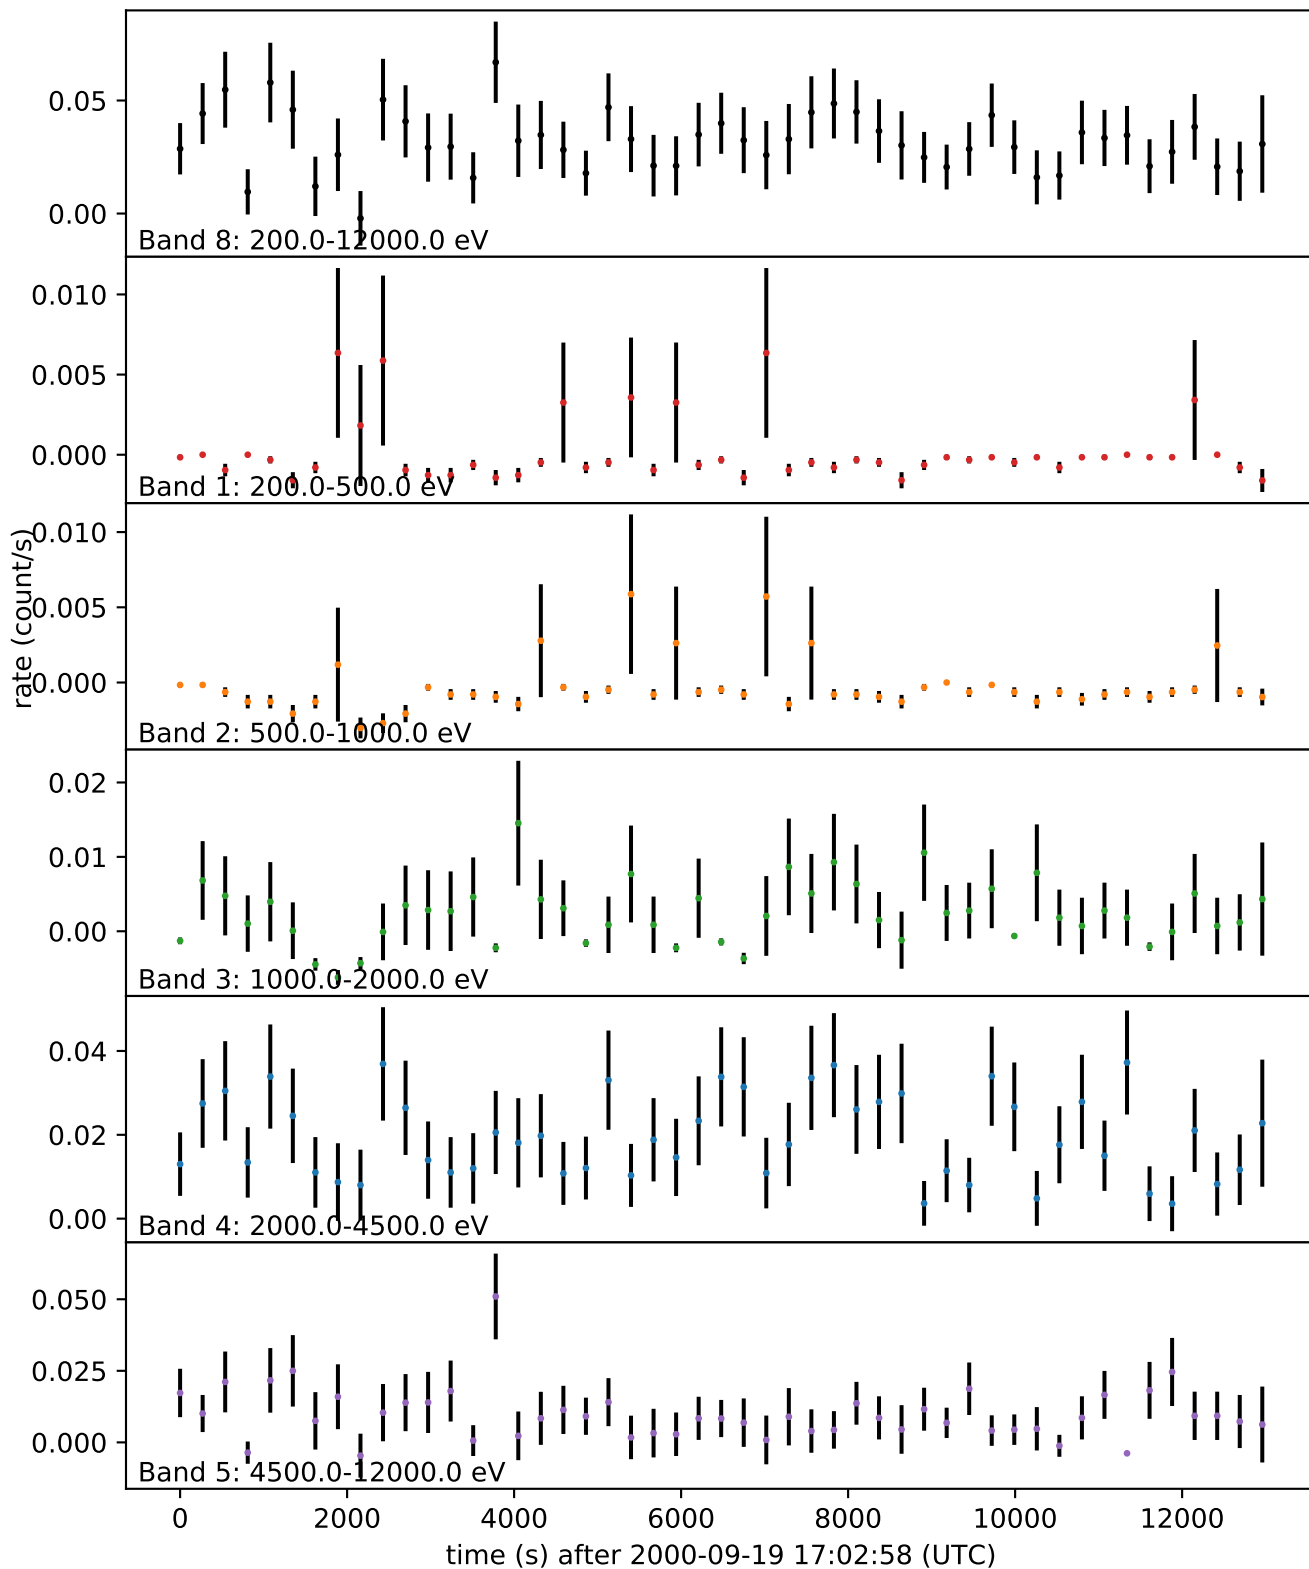 0.05
0.00
Band 8: 200.0-12000.0 eV
0.010
0.005
0.000
Band 1: 200.0-500.0 eV
rate (count/s)
0.010
0.005
0.000
Band 2: 500.0-1000.0 eV
0.02
0.01
0.00
Band 3: 1000.0-2000.0 eV
0.04
0.02
0.00
Band 4: 2000.0-4500.0 eV
0.050
0.025
0.000
Band 5: 4500.0-12000.0 eV
0 2000 4000 6000 8000 10000 12000
time (s) after 2000-09-19 17:02:58 (UTC)